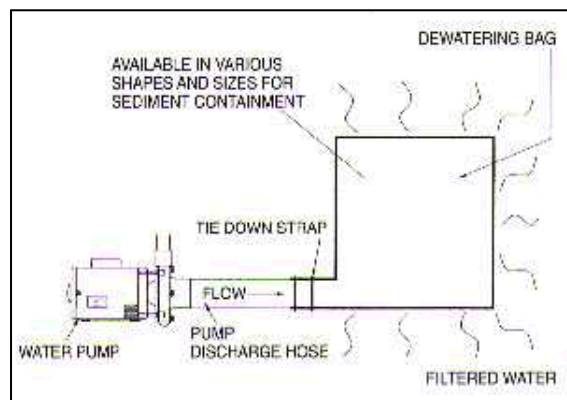 DEWATERING BAG
AVAILABLE IN VARIOUS
SHAPES AND SIZES FOR
SEDIMENT CONTAINMENT
TIE DOWN STRAP
FLOW
WATER PUMP
PUMP
DISCHARGE HOSE
FILTERED WATER